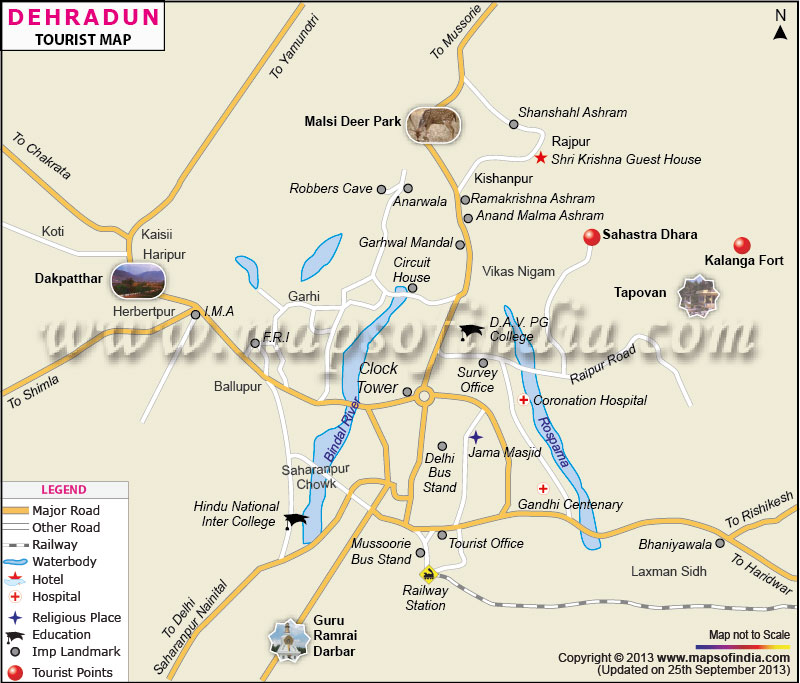 DEHRADUN
TOURIST MAP
N
To Yamunotri
To Mussorie
To Chakrata
Malsi Deer Park
Shanshahl Ashram
Rajpur
Shri Krishna Guest House
Kishanpur
Robbers Cave
Anarwala
Ramakrishna Ashram
Anand Malma Ashram
Koti
Kaisii
Haripur
Garhwal Mandal
Sahastra Dhara
Kalanga Fort
Dakpatthar
Circuit
House
Vikas Nigam
Tapovan
Garhi
Herbertpur
I.M.A
www.mapsofindia.com
F.R.I
D.A.V. PG
College
To Shimla
Ballupur
Clock
Tower
Survey
Office
Raipur Road
Coronation Hospital
Bindal River
Rospama
Jama Masjid
Delhi
Bus
Stand
Saharanpur
Chowk
Gandhi Centenary
Hindu National
Inter College
Mussoorie
Bus Stand
Tourist Office
Bhaniyawala
To Rishikesh
To Haridwar
Laxman Sidh
Railway
Station
To Delhi
Saharanpur Nainital
Guru
Ramrai
Darbar
LEGEND
Major Road
Other Road
Railway
Waterbody
Hotel
Hospital
Religious Place
Education
Imp Landmark
Tourist Points
Map not to Scale
Copyright © 2013 www.mapsofindia.com
(Updated on 25th September 2013)